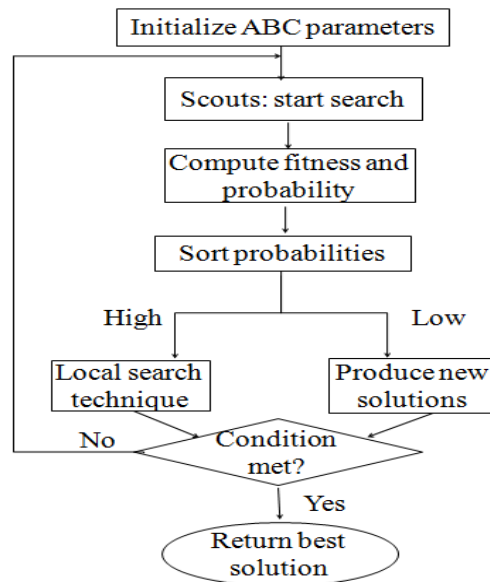 Initialize ABC parameters
Scouts: start search
Compute fitness and
probability
Sort probabilities
High
Low
Local search
technique
Produce new
solutions
No
Condition
met?
Yes
Return best
solution